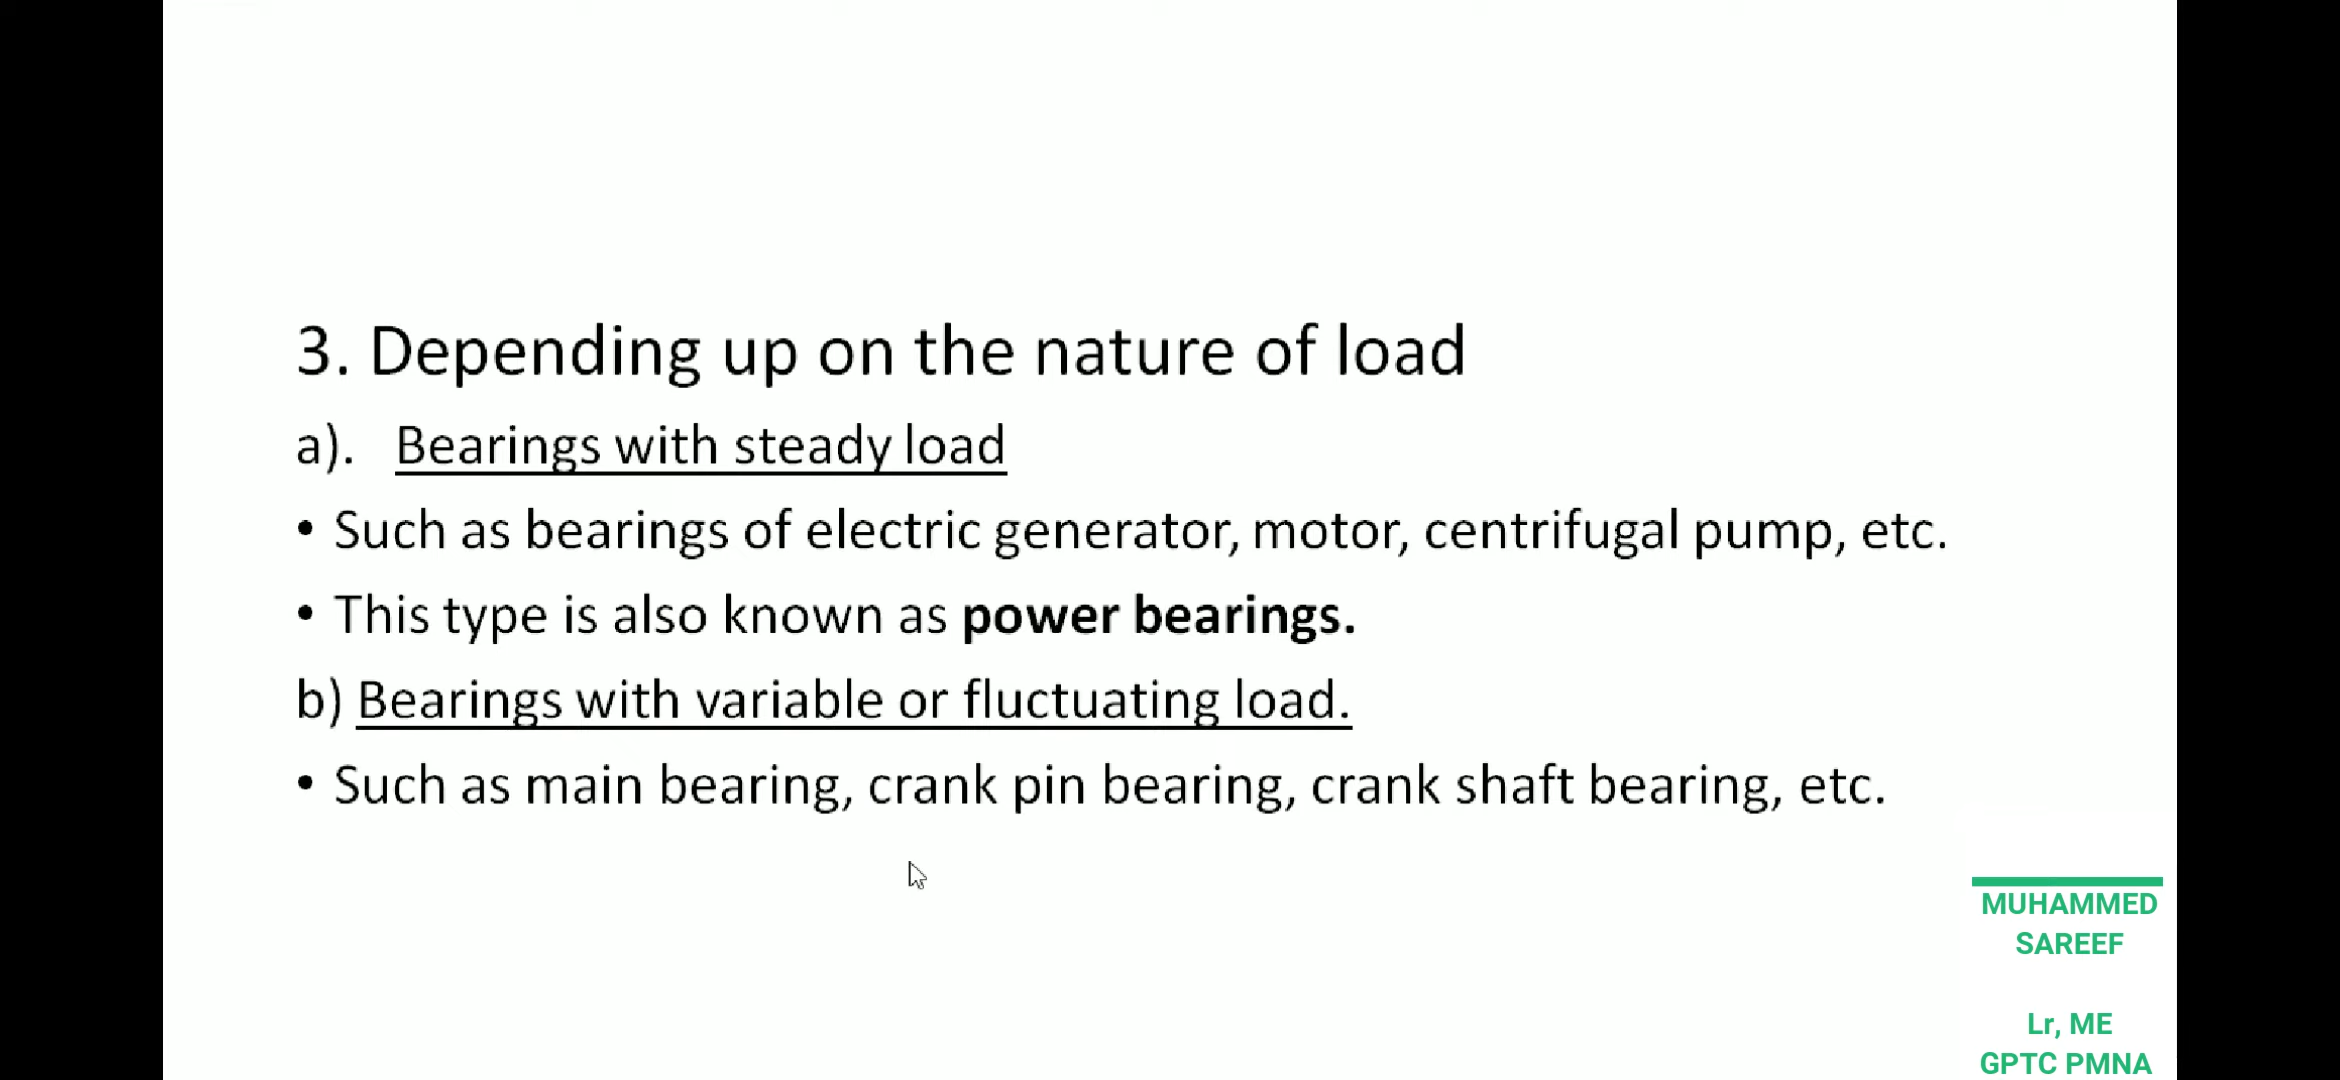 3. Depending up on the nature of load
a). Bearings with steady load
• Such as bearings of electric generator, motor, centrifugal pump, etc.
• This type is also known as power bearings.
b) Bearings with variable or fluctuating load.
• Such as main bearing, crank pin bearing, crank shaft bearing, etc.
MUHAMMED
SAREEF
Lr, ME
GPTC PMNA